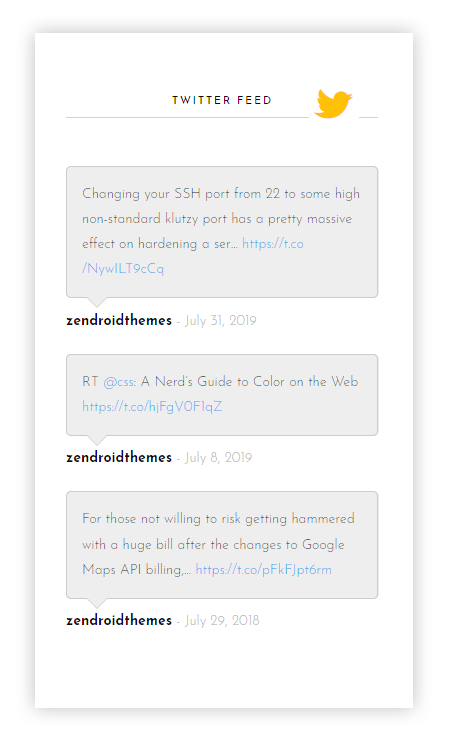 TWITTER FEED
Changing your SSH port from 22 to some high
non-standard klutzy port has a pretty massive
effect on hardening a ser... https://t.co
/NywILT9cCq
zendroidthemes - July 31, 2019
RT @css: A Nerd's Guide to Color on the Web
https://t.co/hjFgV0F1qZ
zendroidthemes - July 8, 2019
For those not willing to risk getting hammered
with a huge bill after the changes to Google
Maps API billing,... https://t.co/pFkFJpt6rm
zendroidthemes - July 29, 2018